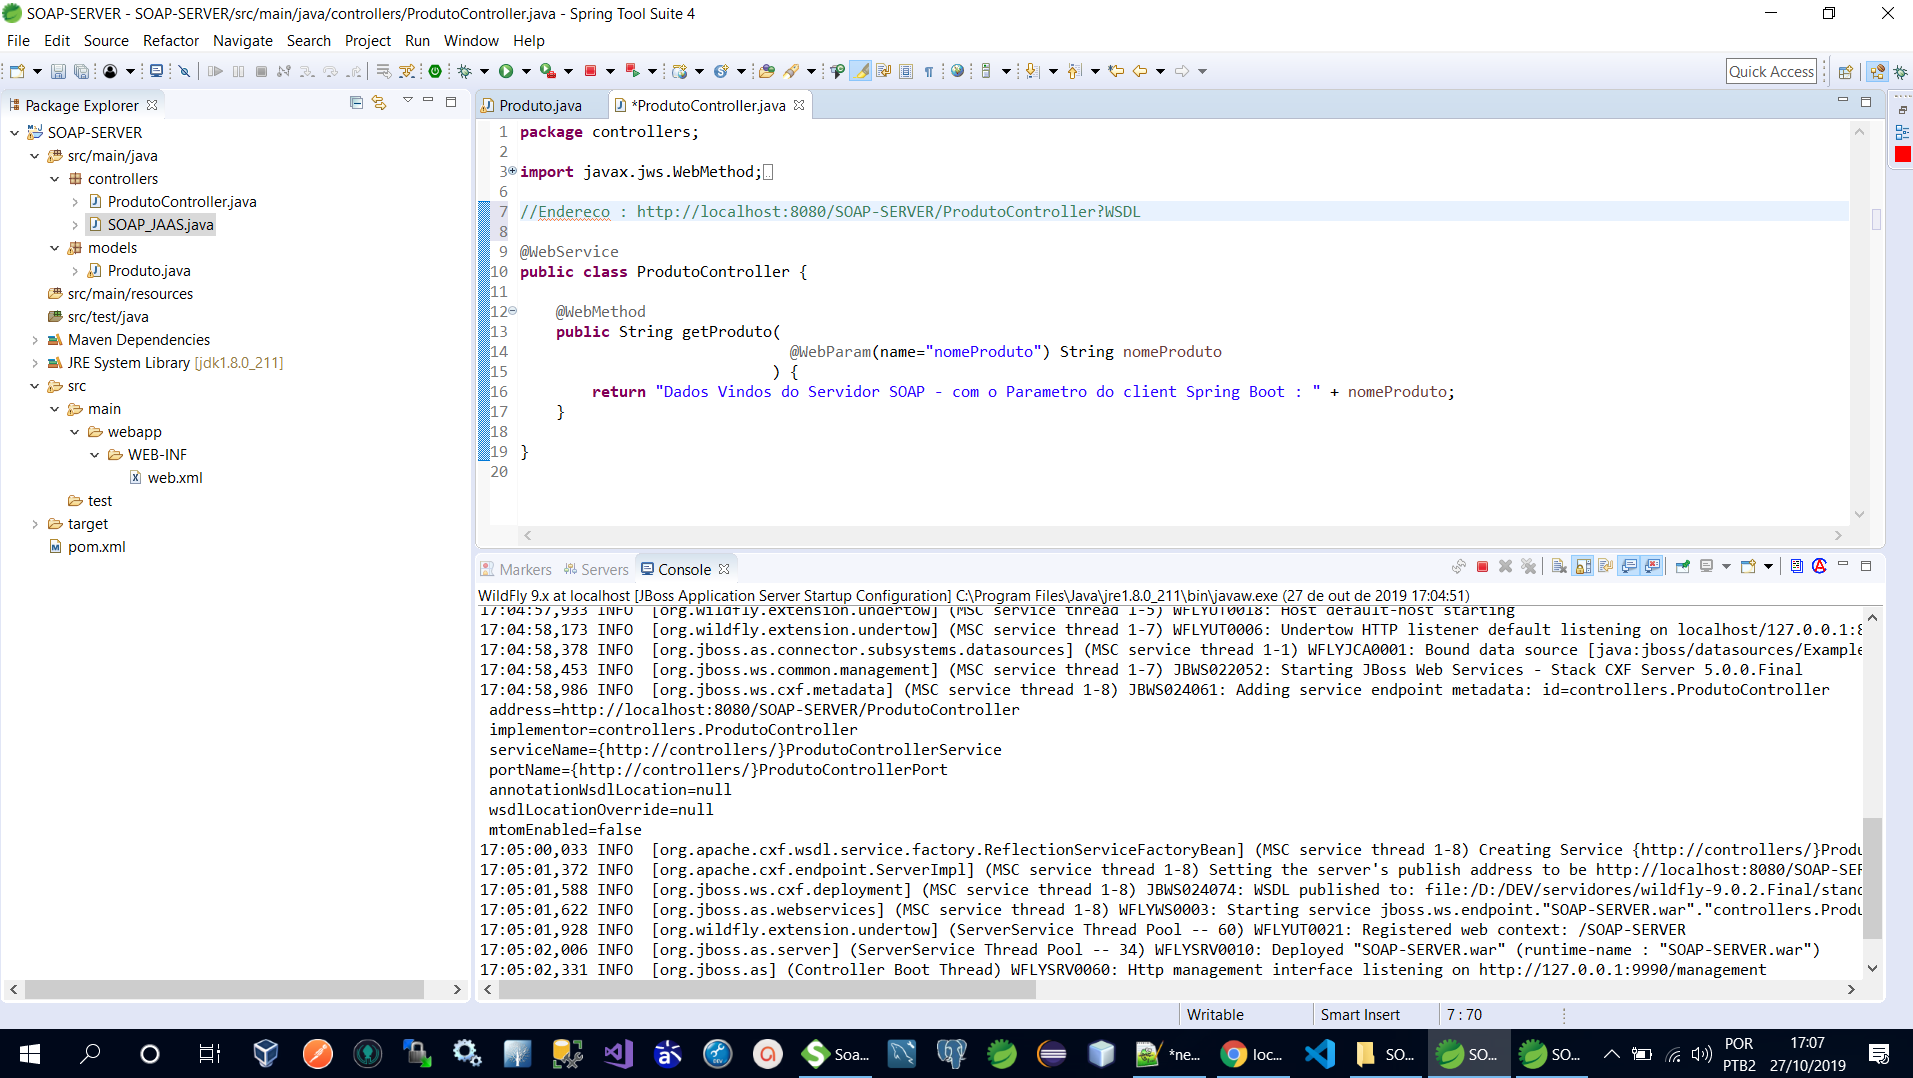 SOAP-SERVER - SOAP-SERVER/src/main/java/controllers/ProdutoController.java - Spring Tool Suite 4
File Edit Source Refactor Navigate Search Project Run Window Help
Quick Access
Package Explorer
SOAP-SERVER
src/main/java
controllers
ProdutoController.java
SOAP_JAAS.java
models
Produto.java
src/main/resources
src/test/java
Maven Dependencies
JRE System Library [jdk1.8.0_211]
src
main
webapp
WEB-INF
web.xml
test
target
pom.xml
Produto.java *ProdutoController.java
1 package controllers;
2
3 import javax.jws.WebMethod;
6
7 //Endereco : http://localhost:8080/SOAP-SERVER/ProdutoController?WSDL
8
9 @WebService
10 public class ProdutoController {
11
12 @WebMethod
13 public String getProduto(
14 @WebParam(name="nomeProduto") String nomeProduto
15 ) {
16 return "Dados Vindos do Servidor SOAP - com o Parametro do client Spring Boot : " + nomeProduto;
17 }
18
19 }
20
Markers Servers Console
WildFly 9.x at localhost [JBoss Application Server Startup Configuration] C:\Program Files\Java\jre1.8.0_211\bin\javaw.exe (27 de out de 2019 17:04:51)
17:04:57,933 INFO [org.wildfly.extension.undertow] (MSC service thread 1-5) WFLYUT0018: Host default-host starting
17:04:58,173 INFO [org.wildfly.extension.undertow] (MSC service thread 1-7) WFLYUT0006: Undertow HTTP listener default listening on localhost/127.0.0.1:8
17:04:58,378 INFO [org.jboss.as.connector.subsystems.datasources] (MSC service thread 1-1) WFLYJCA0001: Bound data source [java:jboss/datasources/Example
17:04:58,453 INFO [org.jboss.ws.common.management] (MSC service thread 1-7) JBWS022052: Starting JBoss Web Services - Stack CXF Server 5.0.0.Final
17:04:58,986 INFO [org.jboss.ws.cxf.metadata] (MSC service thread 1-8) JBWS024061: Adding service endpoint metadata: id=controllers.ProdutoController
address=http://localhost:8080/SOAP-SERVER/ProdutoController
implementor=controllers.ProdutoController
serviceName={http://controllers/}ProdutoControllerService
portName={http://controllers/}ProdutoControllerPort
annotationWsdlLocation=null
wsdlLocationOverride=null
mtomEnabled=false
17:05:00,033 INFO [org.apache.cxf.wsdl.service.factory.ReflectionServiceFactoryBean] (MSC service thread 1-8) Creating Service {http://controllers/}Produ
17:05:01,372 INFO [org.apache.cxf.endpoint.ServerImpl] (MSC service thread 1-8) Setting the server's publish address to be http://localhost:8080/SOAP-SER
17:05:01,588 INFO [org.jboss.ws.cxf.deployment] (MSC service thread 1-8) JBWS024074: WSDL published to: file:/D:/DEV/servidores/wildfly-9.0.2.Final/stand
17:05:01,622 INFO [org.jboss.as.webservices] (MSC service thread 1-8) WFLYWS0003: Starting service jboss.ws.endpoint."SOAP-SERVER.war"."controllers.Produ
17:05:01,928 INFO [org.wildfly.extension.undertow] (ServerService Thread Pool -- 60) WFLYUT0021: Registered web context: /SOAP-SERVER
17:05:02,006 INFO [org.jboss.as.server] (ServerService Thread Pool -- 34) WFLYSRV0010: Deployed "SOAP-SERVER.war" (runtime-name : "SOAP-SERVER.war")
17:05:02,331 INFO [org.jboss.as] (Controller Boot Thread) WFLYSRV0060: Http management interface listening on http://127.0.0.1:9990/management
Writable Smart Insert 7 : 70
Soa... *ne... loc... SO... SO... SO... POR 17:07
PTB2 27/10/2019